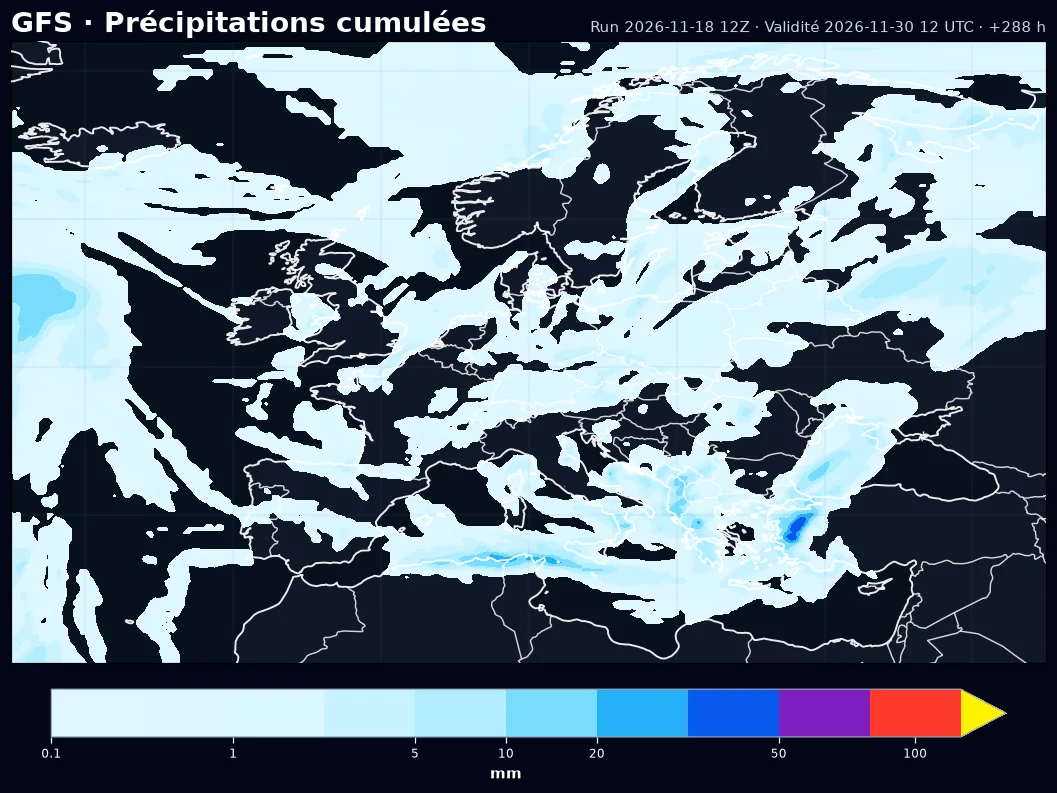 GFS · Précipitations cumulées
Run 2026-11-18 12Z · Validité 2026-11-30 12 UTC · +288 h
0.1 1 5 10 20 50 100
mm